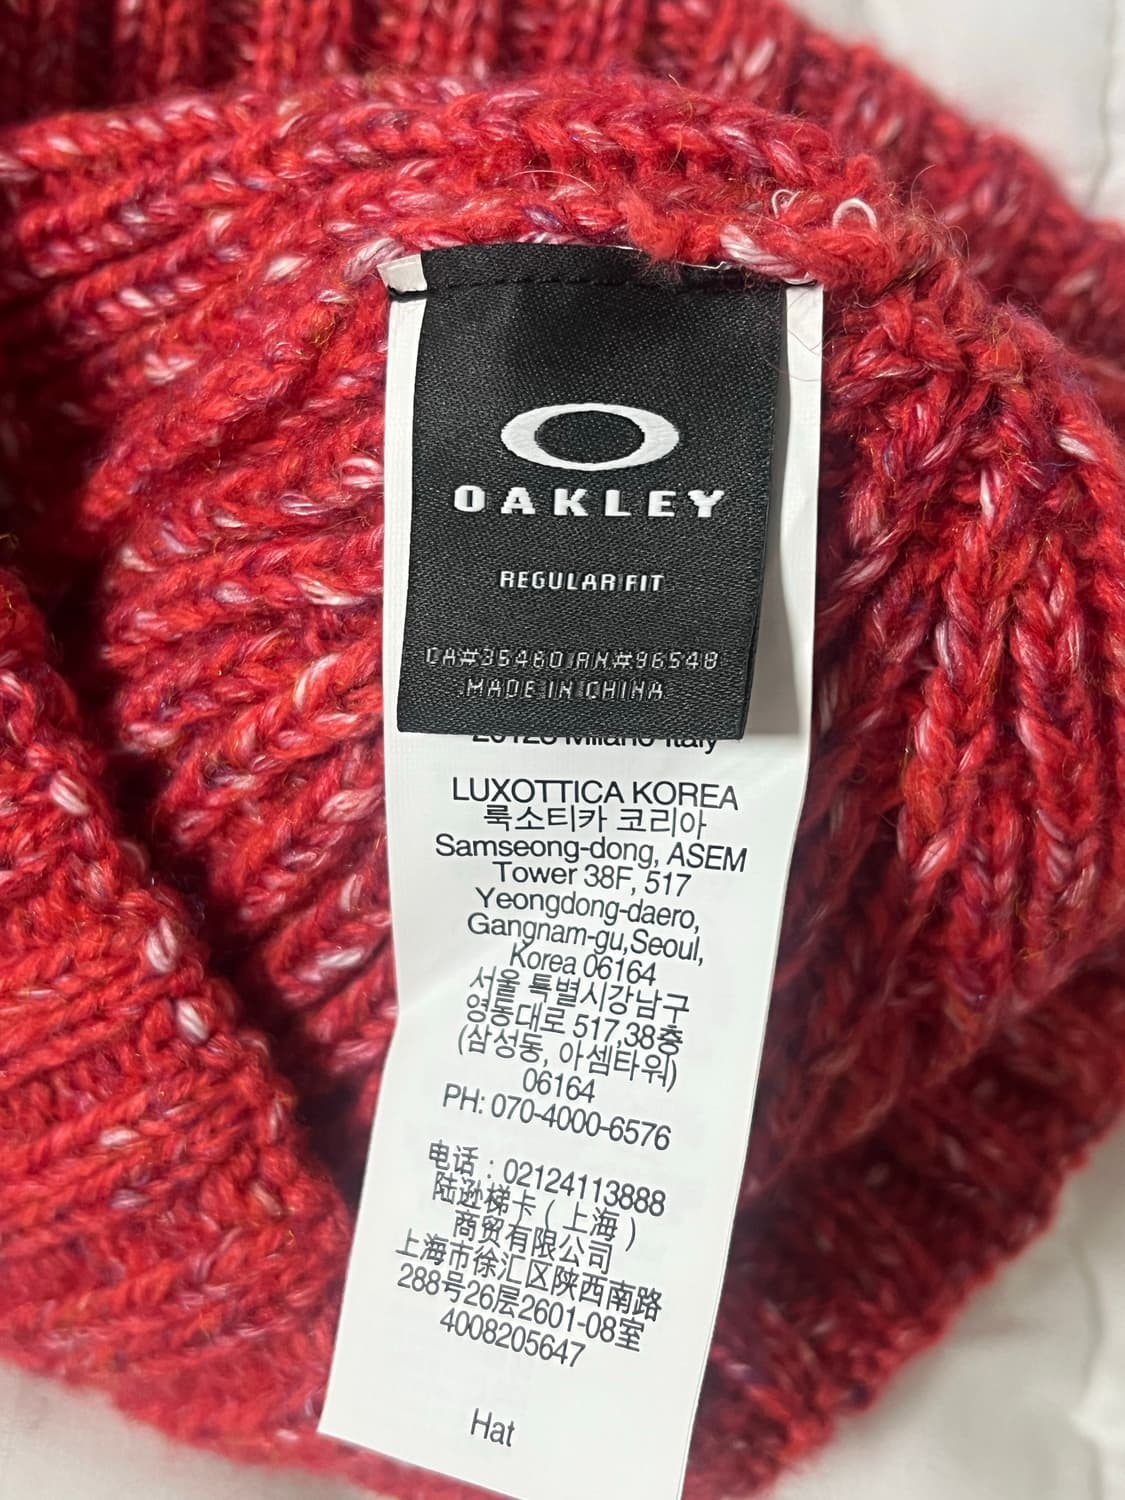 OAKLEY
REGULAR FIT
CA#35460 RN#96548
MADE IN CHINA
20123 Milano Italy
LUXOTTICA KOREA
룩소티카 코리아
Samseong-dong, ASEM
Tower 38F, 517
Yeongdong-daero,
Gangnam-gu,Seoul,
Korea 06164
서울 특별시강남구
영동대로 517,38층
(삼성동, 아셈타워)
06164
PH: 070-4000-6576
电话 : 02124113888
陆逊梯卡 ( 上海 )
商贸有限公司
上海市徐汇区陕西南路
288号26层2601-08室
4008205647
Hat